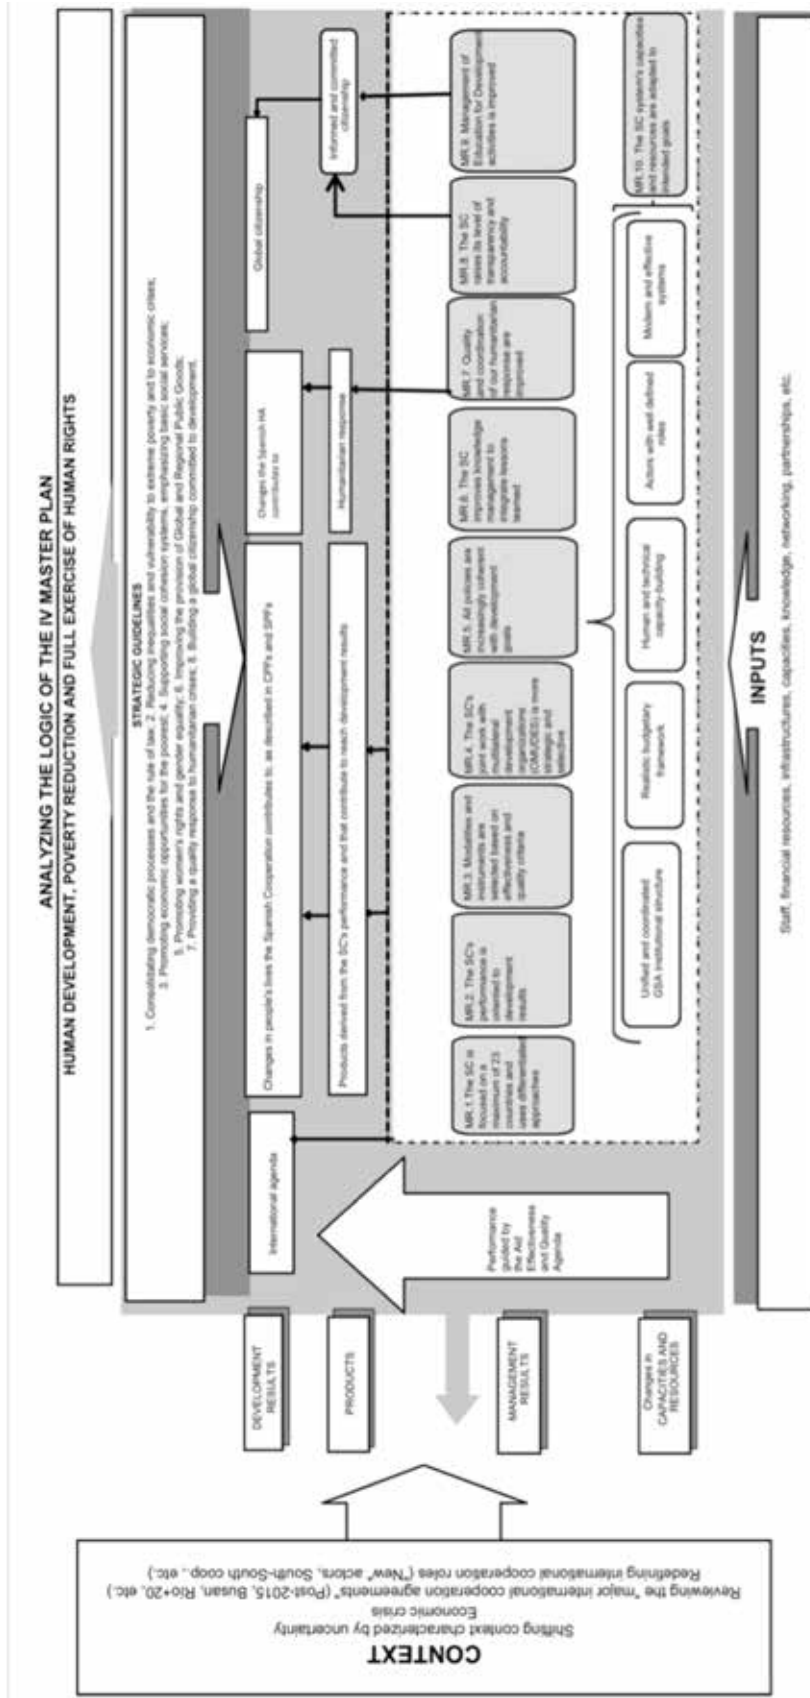 ANALYZING THE LOGIC OF THE IV MASTER PLAN
HUMAN DEVELOPMENT, POVERTY REDUCTION AND FULL EXERCISE OF HUMAN RIGHTS
STRATEGIC GUIDELINES
1. Consolidating democratic processes and the rule of law; 2. Reducing inequalities and vulnerability to extreme poverty and to economic crises;
3. Promoting economic opportunities for the poorest; 4. Supporting social cohesion systems, emphasizing basic social services;
5. Promoting women's rights and gender equality; 6. Improving the provision of Global and Regional Public Goods;
7. Providing a quality response to humanitarian crises; 8. Building a global citizenship committed to development.
DEVELOPMENT
RESULTS
International agenda
Changes in people's lives the Spanish Cooperation contributes to, as described in CPFs and SPFs
Changes the Spanish HA
contributes to
Global citizenship
PRODUCTS
Products derived from the SC's performance and that contribute to reach development results
Humanitarian response
Informed and committed
citizenship
MANAGEMENT
RESULTS
Performance
guided by
the Aid
Effectiveness
and Quality
Agenda
MR.1 The SC is
focused on a
maximum of 23
countries and
uses differentiated
approaches
MR.2. The SC's
performance is
oriented to
development
results
MR.3. Modalities and
instruments are
selected based on
effectiveness and
quality criteria
MR.4. The SC's
joint work with
multilateral
development
organizations
(OMUDES) is more
strategic and
selective
MR.5. All policies are
increasingly coherent
with development
goals
MR.6. The SC
improves knowledge
management to
integrate lessons
learned
MR.7. Quality
and coordination
of our humanitarian
response are
improved
MR.8. The SC
raises its level of
transparency and
accountability
MR.9. Management of
Education for Development
activities is improved
Changes in
CAPACITIES AND
RESOURCES
Unified and coordinated
GSA institutional structure
Realistic budgetary
framework
Human and technical
capacity-building
Actors with well defined
roles
Modern and effective
systems
MR.10. The SC system's capacities
and resources are adapted to
intended goals
INPUTS
Staff, financial resources, infrastructures, capacities, knowledge, networking, partnerships, etc.
CONTEXT
Shifting context characterized by uncertainty
Economic crisis
Reviewing the "major" international cooperation agreements" (Post-2015, Busan, Río+20, etc.)
Redefining international cooperation roles ("New" actors, South-South coop., etc.)